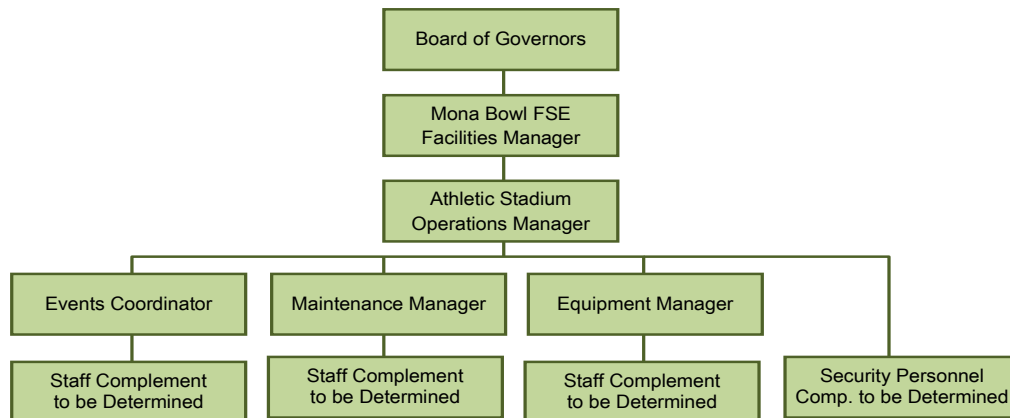 Board of Governors
Mona Bowl FSE
Facilities Manager
Athletic Stadium
Operations Manager
Events Coordinator
Maintenance Manager
Equipment Manager
Staff Complement
to be Determined
Staff Complement
to be Determined
Staff Complement
to be Determined
Security Personnel
Comp. to be Determined